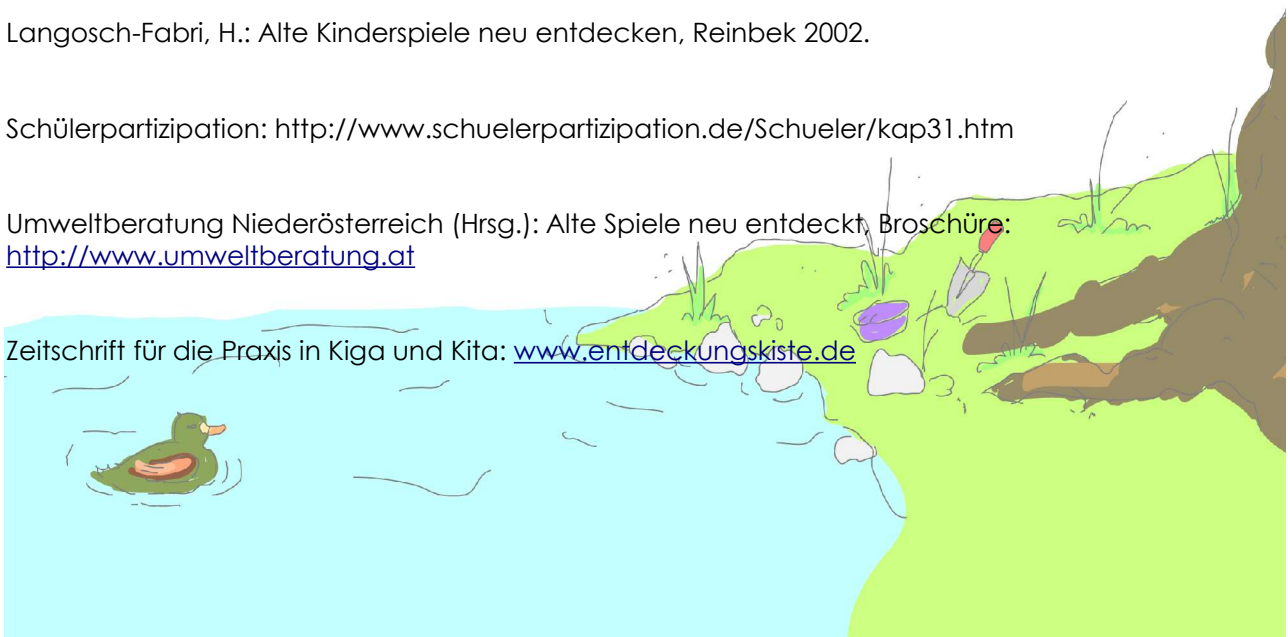 Langosch-Fabri, H.: Alte Kinderspiele neu entdecken, Reinbek 2002.
Schülerpartizipation: http://www.schuelerpartizipation.de/Schueler/kap31.htm
Umweltberatung Niederösterreich (Hrsg.): Alte Spiele neu entdeckt, Broschüre:
http://www.umweltberatung.at
Zeitschrift für die Praxis in Kiga und Kita: www.entdeckungskiste.de